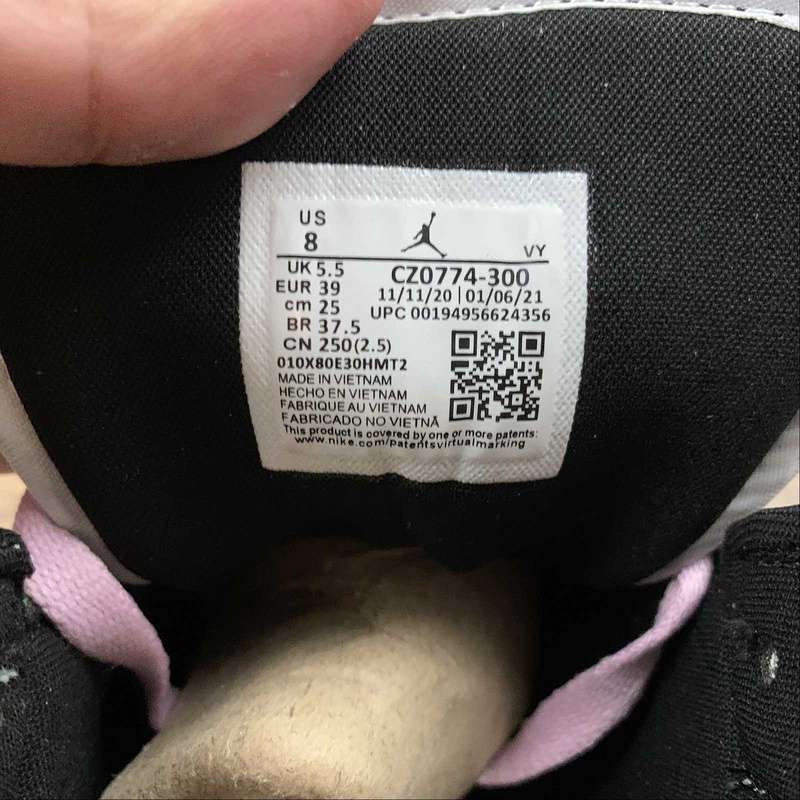 US
8
VY
UK 5.5
EUR 39
cm 25
BR 37.5
CN 250(2.5)
CZ0774-300
11/11/20 | 01/06/21
UPC 00194956624356
010X80E30HMT2
MADE IN VIETNAM
HECHO EN VIETNAM
FABRIQUE AU VIETNAM
FABRICADO NO VIETNÃ
This product is covered by one or more patents:
www.nike.com/patentsvirtualmarking